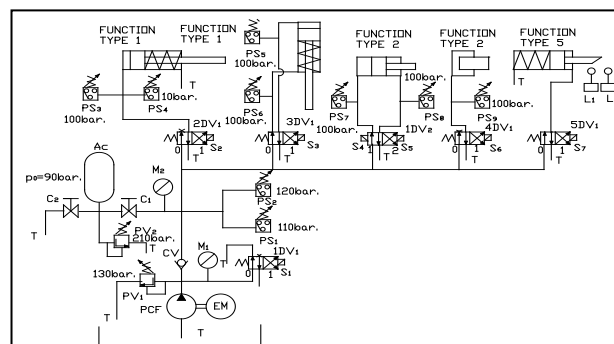 FUNCTION TYPE 1
FUNCTION TYPE 1
FUNCTION TYPE 2
FUNCTION TYPE 2
FUNCTION TYPE 5
PS5
100bar.
T
PS3
100bar.
PS4
10bar.
PS6
100bar.
PS7
100bar.
100bar.
PS8
100bar.
PS9
100bar.
T
L1
L
2DV1
0 1
S2
T
3DV1
0 1
S3
T
1DV2
S4
1 2
S5
T
4DV1
0 1
S6
T
5DV1
0 1
S7
T
Ac
p0=90bar.
M2
C2
C1
120bar.
PS2
110bar.
PS1
T
PV2
210bar.
T
CV
M1
1DV1
T
0 1
S1
130bar.
PV1
PCF
EM
T
T